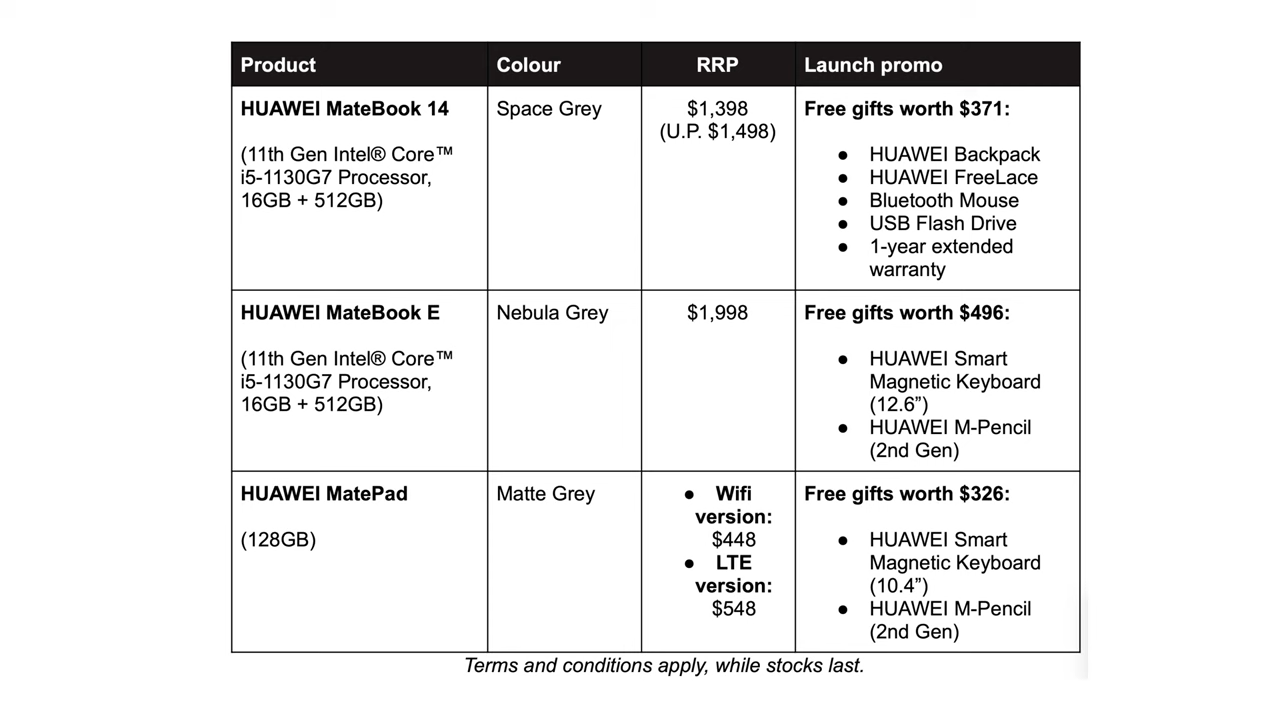 Product Colour RRP Launch promo
HUAWEI MateBook 14
(11th Gen Intel® Core™
i5-1130G7 Processor,
16GB + 512GB)
Space Grey
$1,398
(U.P. $1,498)
Free gifts worth $371:
● HUAWEI Backpack
● HUAWEI FreeLace
● Bluetooth Mouse
● USB Flash Drive
● 1-year extended
warranty
HUAWEI MateBook E
(11th Gen Intel® Core™
i5-1130G7 Processor,
16GB + 512GB)
Nebula Grey
$1,998
Free gifts worth $496:
● HUAWEI Smart
Magnetic Keyboard
(12.6”)
● HUAWEI M-Pencil
(2nd Gen)
HUAWEI MatePad
(128GB)
Matte Grey
● Wifi
version:
$448
● LTE
version:
$548
Free gifts worth $326:
● HUAWEI Smart
Magnetic Keyboard
(10.4”)
● HUAWEI M-Pencil
(2nd Gen)
Terms and conditions apply, while stocks last.